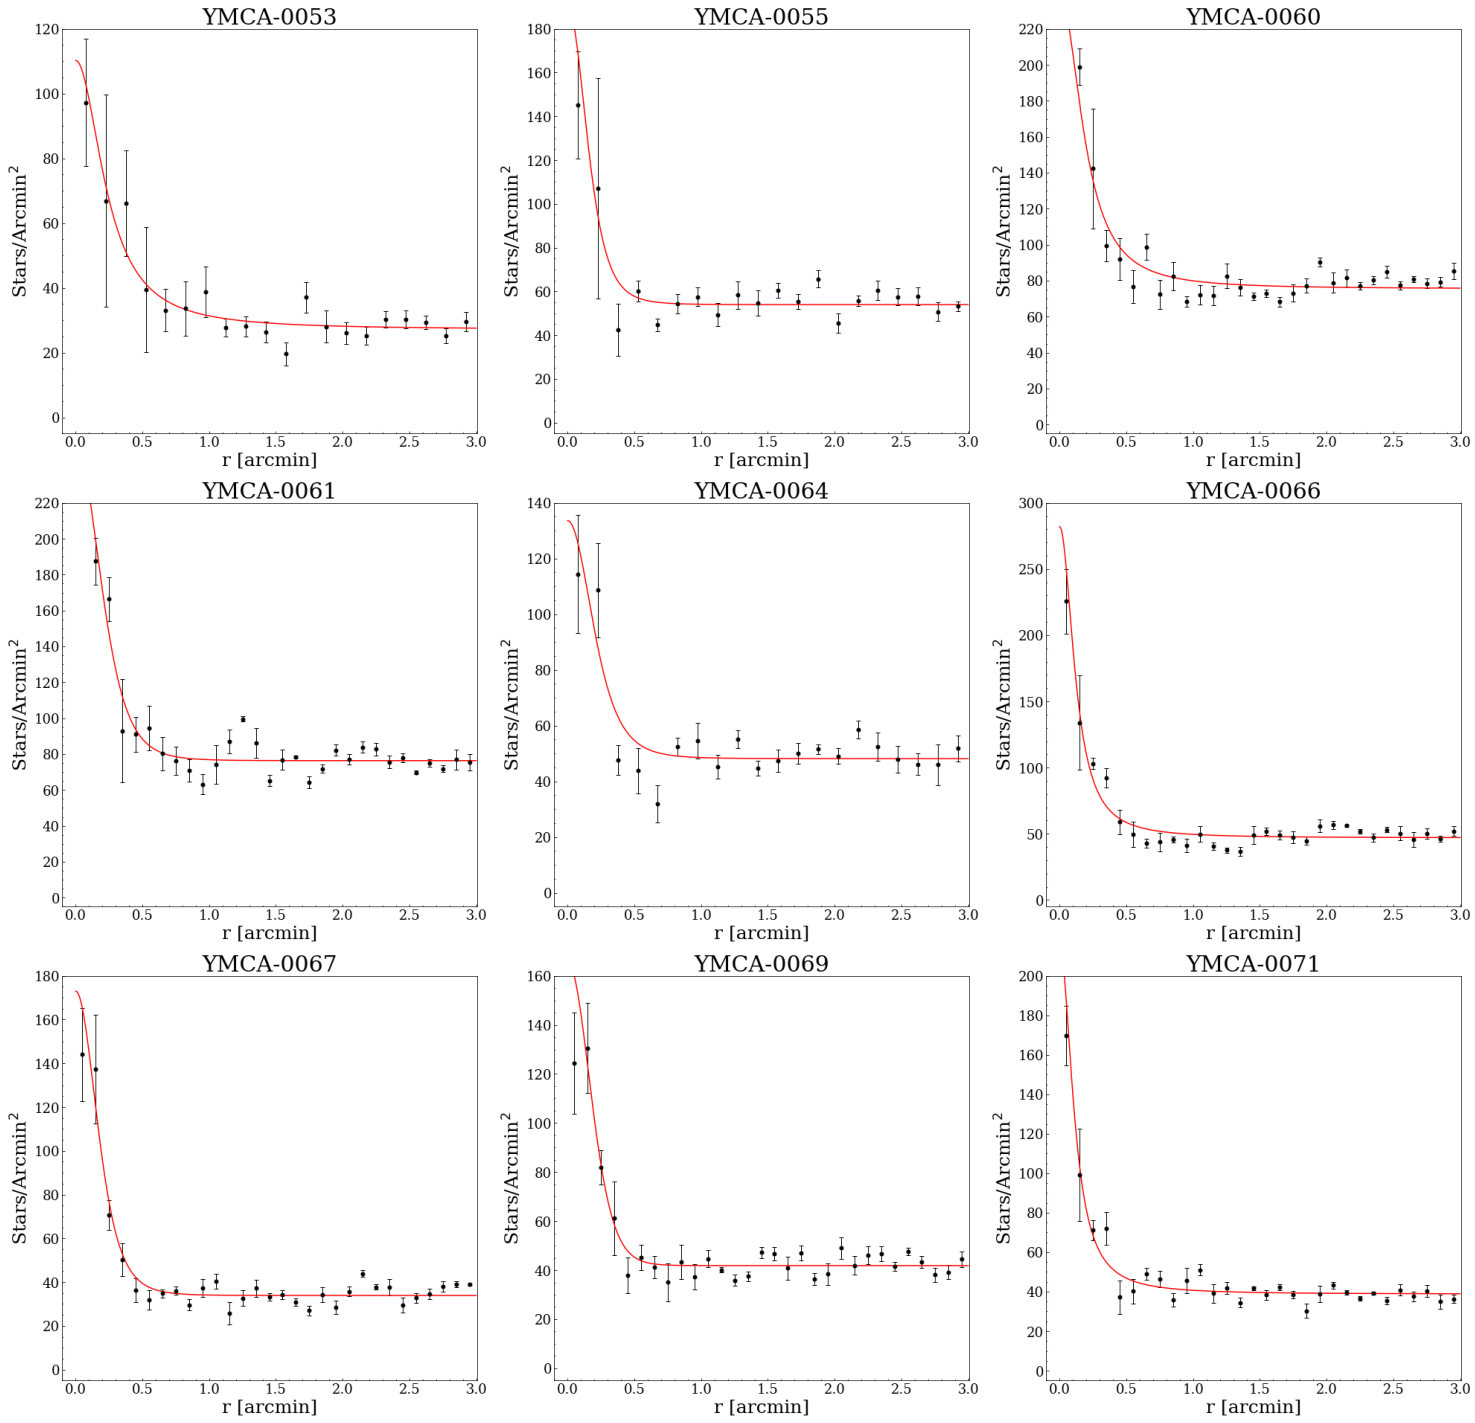 YMCA-0053 YMCA-0055 YMCA-0060
120 180 220
100 160 200
80 140 180
60 120 160
40 100 140
20 80 120
0 60 100
40 80
20 60
0 40
20
0
Stars/Arcmin² Stars/Arcmin² Stars/Arcmin²
0.0 0.5 1.0 1.5 2.0 2.5 3.0 0.0 0.5 1.0 1.5 2.0 2.5 3.0 0.0 0.5 1.0 1.5 2.0 2.5 3.0
r [arcmin] r [arcmin] r [arcmin]
YMCA-0061 YMCA-0064 YMCA-0066
220 140 300
200 120 250
180 100 200
160 80 150
140 60 100
120 40 50
100 20 0
80 0
60
40
20
0
Stars/Arcmin² Stars/Arcmin² Stars/Arcmin²
0.0 0.5 1.0 1.5 2.0 2.5 3.0 0.0 0.5 1.0 1.5 2.0 2.5 3.0 0.0 0.5 1.0 1.5 2.0 2.5 3.0
r [arcmin] r [arcmin] r [arcmin]
YMCA-0067 YMCA-0069 YMCA-0071
180 160 200
160 140 180
140 120 160
120 100 140
100 80 120
80 60 100
60 40 80
40 20 60
20 0 40
0 20
0
Stars/Arcmin² Stars/Arcmin² Stars/Arcmin²
0.0 0.5 1.0 1.5 2.0 2.5 3.0 0.0 0.5 1.0 1.5 2.0 2.5 3.0 0.0 0.5 1.0 1.5 2.0 2.5 3.0
r [arcmin] r [arcmin] r [arcmin]